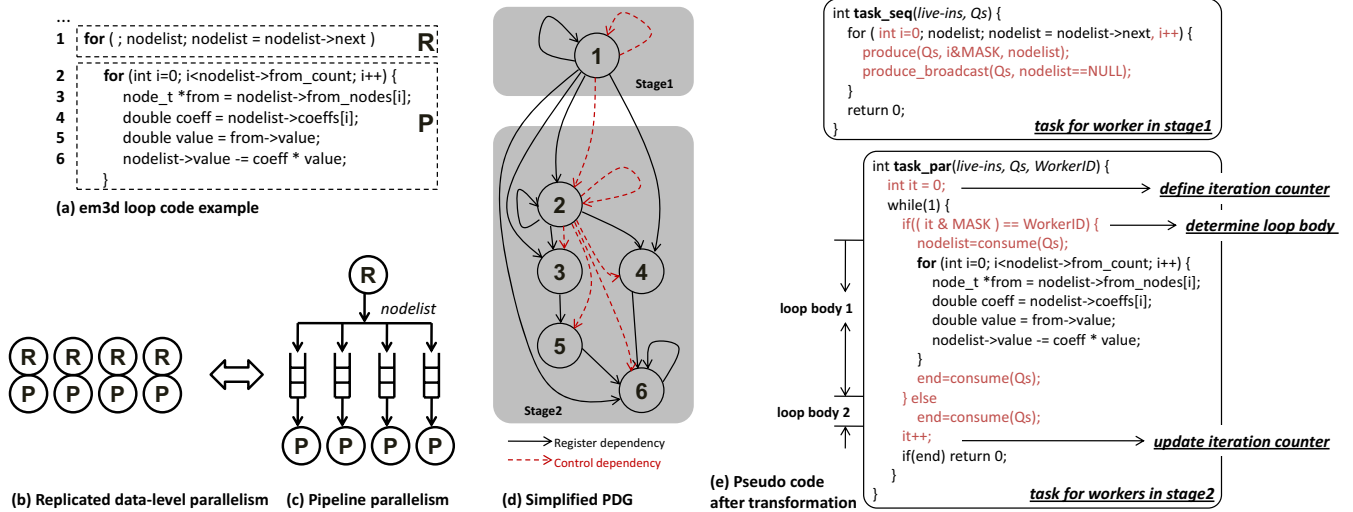 ...
1 for ( ; nodelist; nodelist = nodelist->next ) R
2 for (int i=0; i<nodelist->from_count; i++) {
3 node_t *from = nodelist->from_nodes[i];
4 double coeff = nodelist->coeffs[i]; P
5 double value = from->value;
6 nodelist->value -= coeff * value;
}
(a) em3d loop code example
R R R R
P P P P
(b) Replicated data-level parallelism
R
nodelist
P P P P
(c) Pipeline parallelism
1
Stage1
2
3 4
5
6
Stage2
Register dependency
Control dependency
(d) Simplified PDG
int task_seq(live-ins, Qs) {
for ( int i=0; nodelist; nodelist = nodelist->next, i++) {
produce(Qs, i&MASK, nodelist);
produce_broadcast(Qs, nodelist==NULL);
}
return 0;
}
task for worker in stage1
int task_par(live-ins, Qs, WorkerID) {
int it = 0; define iteration counter
while(1) {
if(( it & MASK ) == WorkerID) { determine loop body
nodelist=consume(Qs);
for (int i=0; i<nodelist->from_count; i++) {
node_t *from = nodelist->from_nodes[i];
double coeff = nodelist->coeffs[i];
double value = from->value;
nodelist->value -= coeff * value;
}
end=consume(Qs);
} else
end=consume(Qs);
it++; update iteration counter
if(end) return 0;
}
}
task for workers in stage2
loop body 1
loop body 2
(e) Pseudo code
after transformation